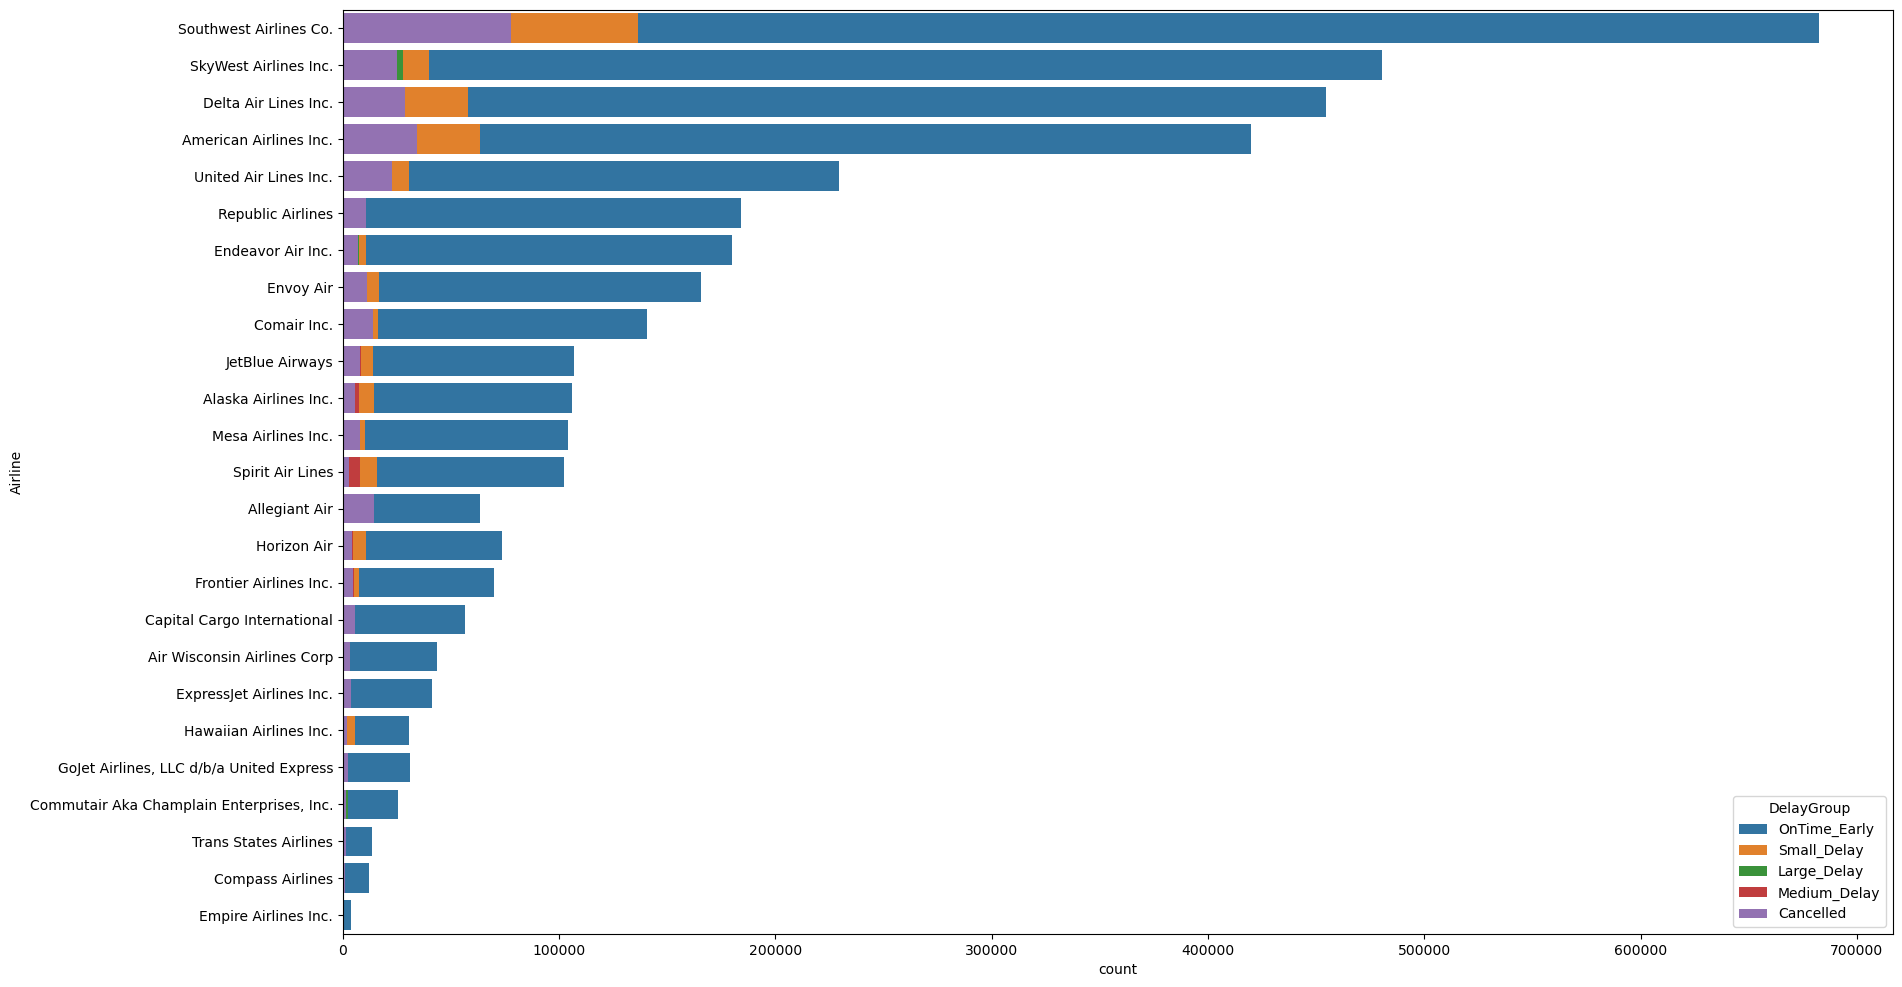 Southwest Airlines Co.
SkyWest Airlines Inc.
Delta Air Lines Inc.
American Airlines Inc.
United Air Lines Inc.
Republic Airlines
Endeavor Air Inc.
Envoy Air
Comair Inc.
JetBlue Airways
Alaska Airlines Inc.
Mesa Airlines Inc.
Spirit Air Lines
Allegiant Air
Horizon Air
Frontier Airlines Inc.
Capital Cargo International
Air Wisconsin Airlines Corp
ExpressJet Airlines Inc.
Hawaiian Airlines Inc.
GoJet Airlines, LLC d/b/a United Express
Commutair Aka Champlain Enterprises, Inc.
Trans States Airlines
Compass Airlines
Empire Airlines Inc.
Airline
0 100000 200000 300000 400000 500000 600000 700000
count
DelayGroup
OnTime_Early
Small_Delay
Large_Delay
Medium_Delay
Cancelled